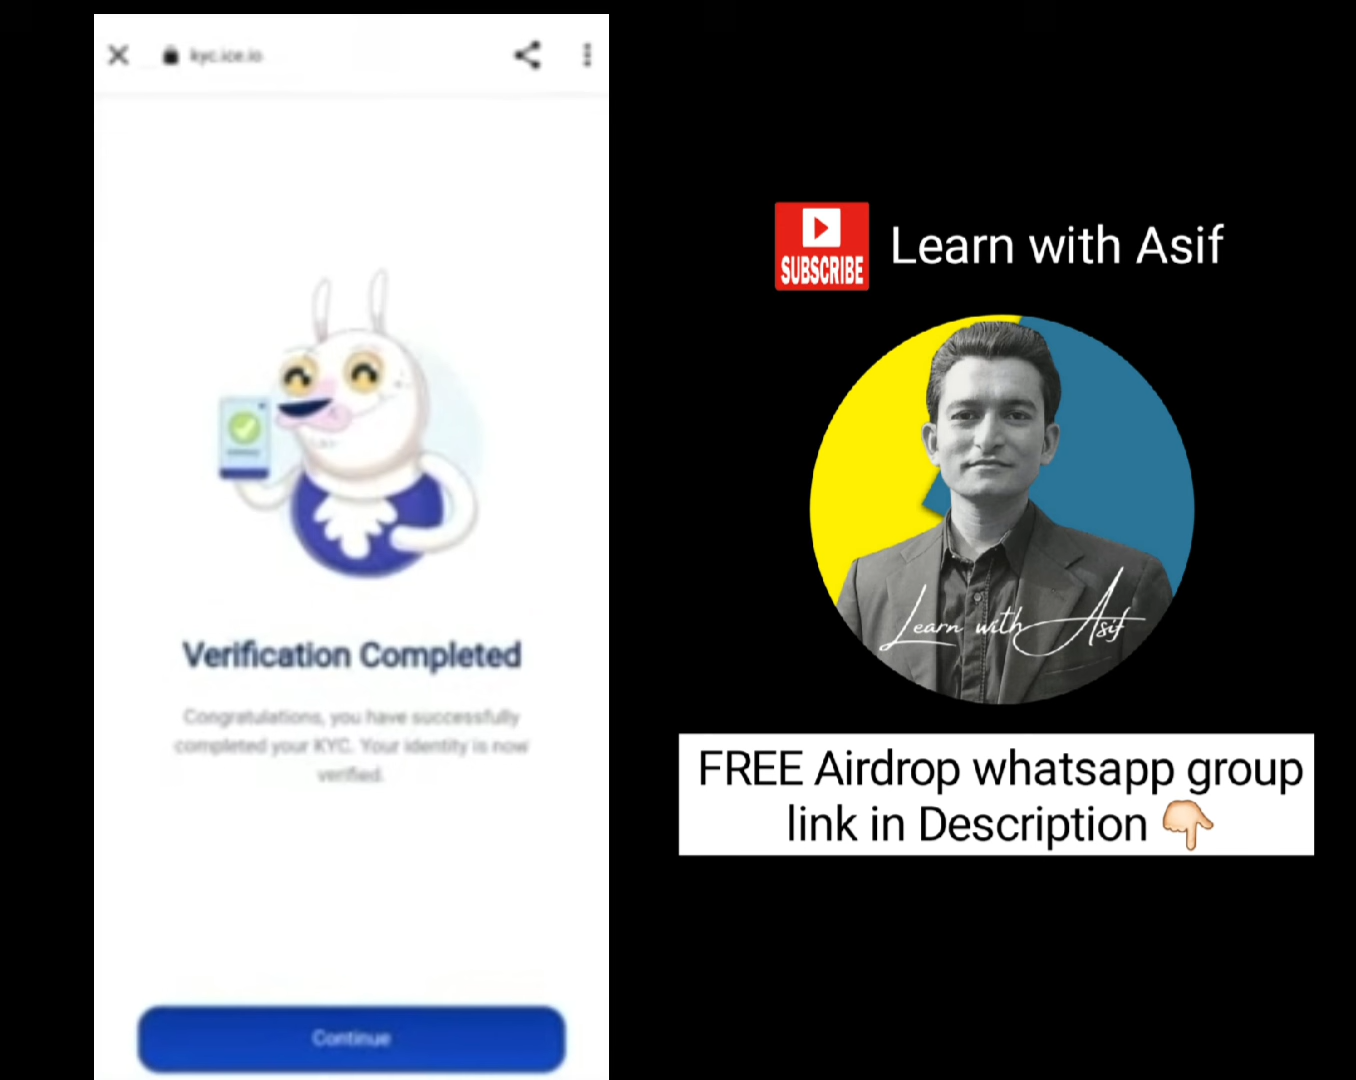 kyc.ice.io
Verification Completed
Congratulations, you have successfully
completed your KYC. Your identity is now
verified.
Continue
SUBSCRIBE
Learn with Asif
Learn with Asif
FREE Airdrop whatsapp group
link in Description 👇🏻